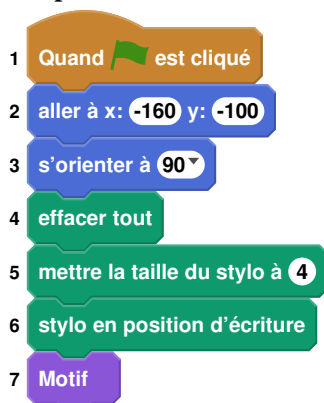 1 Quand est cliqué
2 aller à x: -160 y: -100
3 s'orienter à 90
4 effacer tout
5 mettre la taille du stylo à 4
6 stylo en position d'écriture
7 Motif